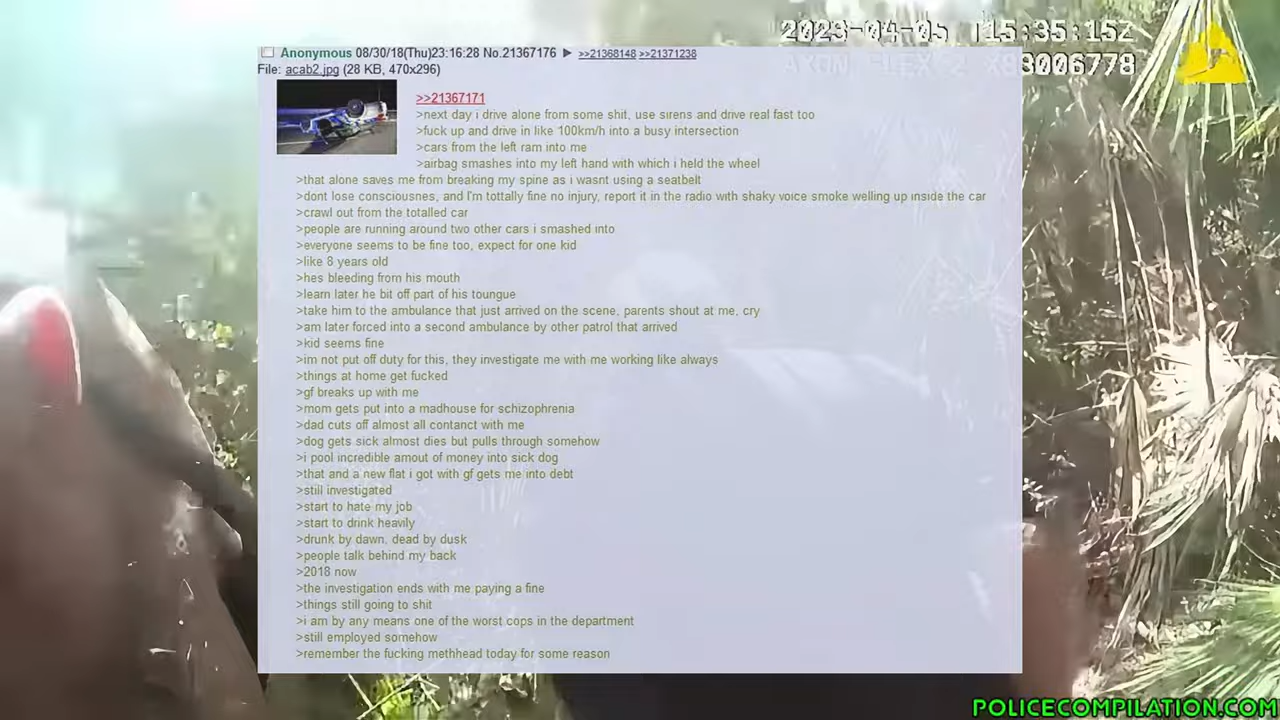 2023-04-05 15:35:15Z
AXON FLEX 2 X83006778
Anonymous 08/30/18(Thu)23:16:28 No.21367176 ▶ >>21368148 >>21371238
File: acab2.jpg (28 KB, 470x296)
>>21367171
>next day i drive alone from some shit, use sirens and drive real fast too
>fuck up and drive in like 100km/h into a busy intersection
>cars from the left ram into me
>airbag smashes into my left hand with which i held the wheel
>that alone saves me from breaking my spine as i wasnt using a seatbelt
>dont lose consciousnes, and I'm tottally fine no injury, report it in the radio with shaky voice smoke welling up inside the car
>crawl out from the totalled car
>people are running around two other cars i smashed into
>everyone seems to be fine too, expect for one kid
>like 8 years old
>hes bleeding from his mouth
>learn later he bit off part of his toungue
>take him to the ambulance that just arrived on the scene, parents shout at me, cry
>am later forced into a second ambulance by other patrol that arrived
>kid seems fine
>im not put off duty for this, they investigate me with me working like always
>things at home get fucked
>gf breaks up with me
>mom gets put into a madhouse for schizophrenia
>dad cuts off almost all contanct with me
>dog gets sick almost dies but pulls through somehow
>i pool incredible amout of money into sick dog
>that and a new flat i got with gf gets me into debt
>still investigated
>start to hate my job
>start to drink heavily
>drunk by dawn, dead by dusk
>people talk behind my back
>2018 now
>the investigation ends with me paying a fine
>things still going to shit
>i am by any means one of the worst cops in the department
>still employed somehow
>remember the fucking methhead today for some reason
POLICECOMPILATION.COM